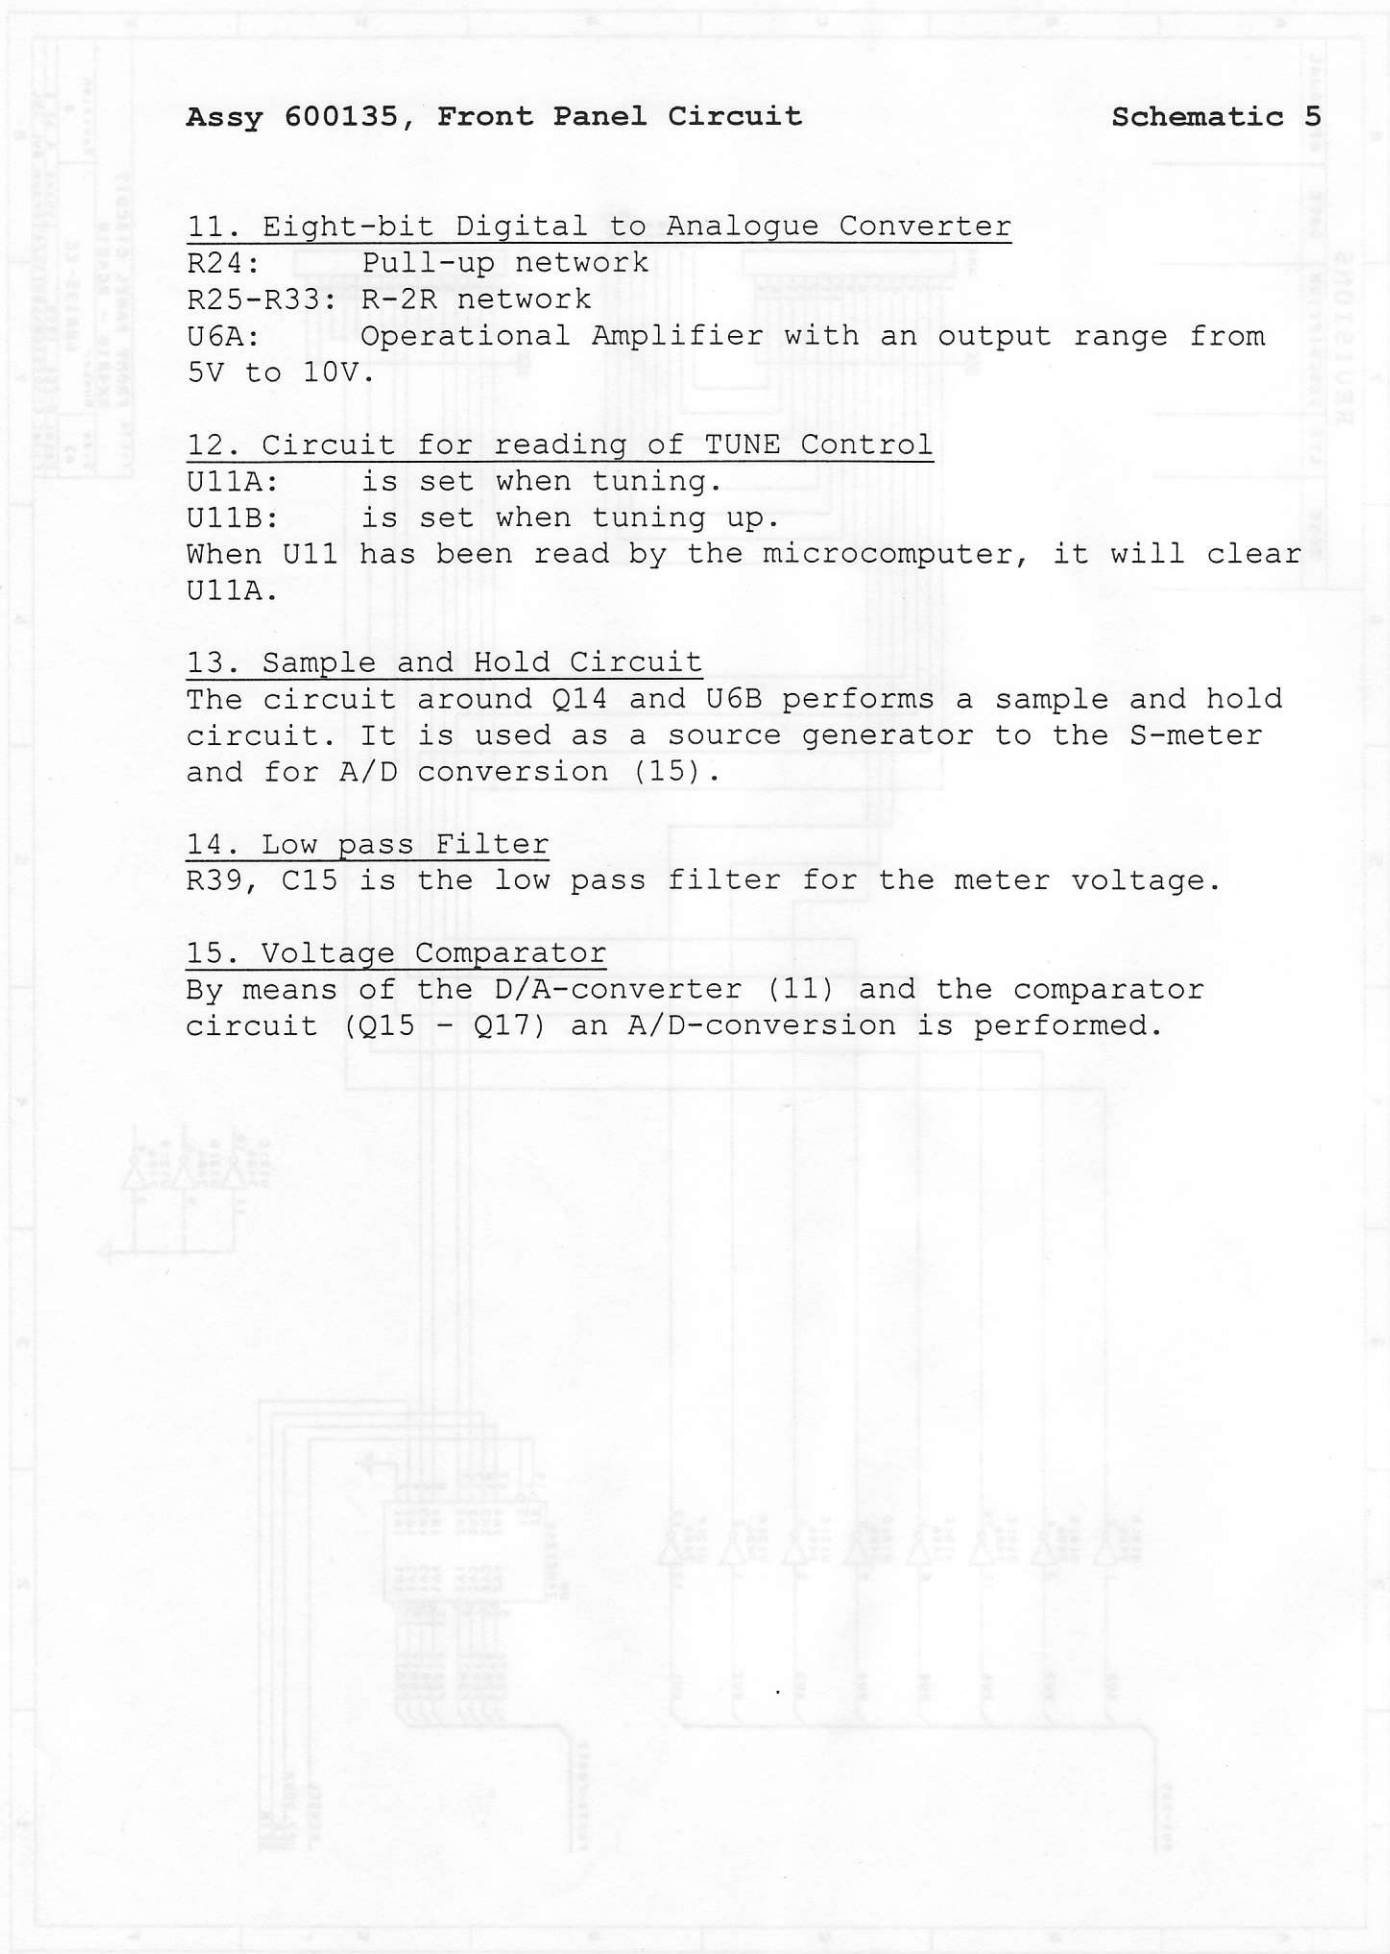 Assy 600135, Front Panel Circuit Schematic 5
11. Eight-bit Digital to Analogue Converter
R24: Pull-up network
R25-R33: R-2R network
U6A: Operational Amplifier with an output range from
5V to 10V.
12. Circuit for reading of TUNE Control
U11A: is set when tuning.
U11B: is set when tuning up.
When U11 has been read by the microcomputer, it will clear
U11A.
13. Sample and Hold Circuit
The circuit around Q14 and U6B performs a sample and hold
circuit. It is used as a source generator to the S-meter
and for A/D conversion (15).
14. Low pass Filter
R39, C15 is the low pass filter for the meter voltage.
15. Voltage Comparator
By means of the D/A-converter (11) and the comparator
circuit (Q15 - Q17) an A/D-conversion is performed.